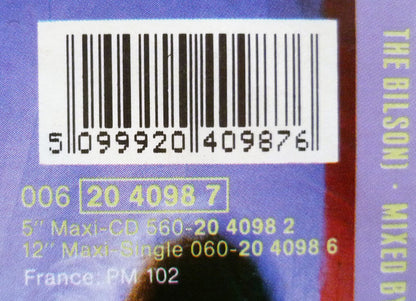 5 099920 409876
006 20 4098 7
5" Maxi-CD 560-20 4098 2
12" Maxi-Single 060-20 4098 6
France: PM 102
THE BILSON) · MIXED B